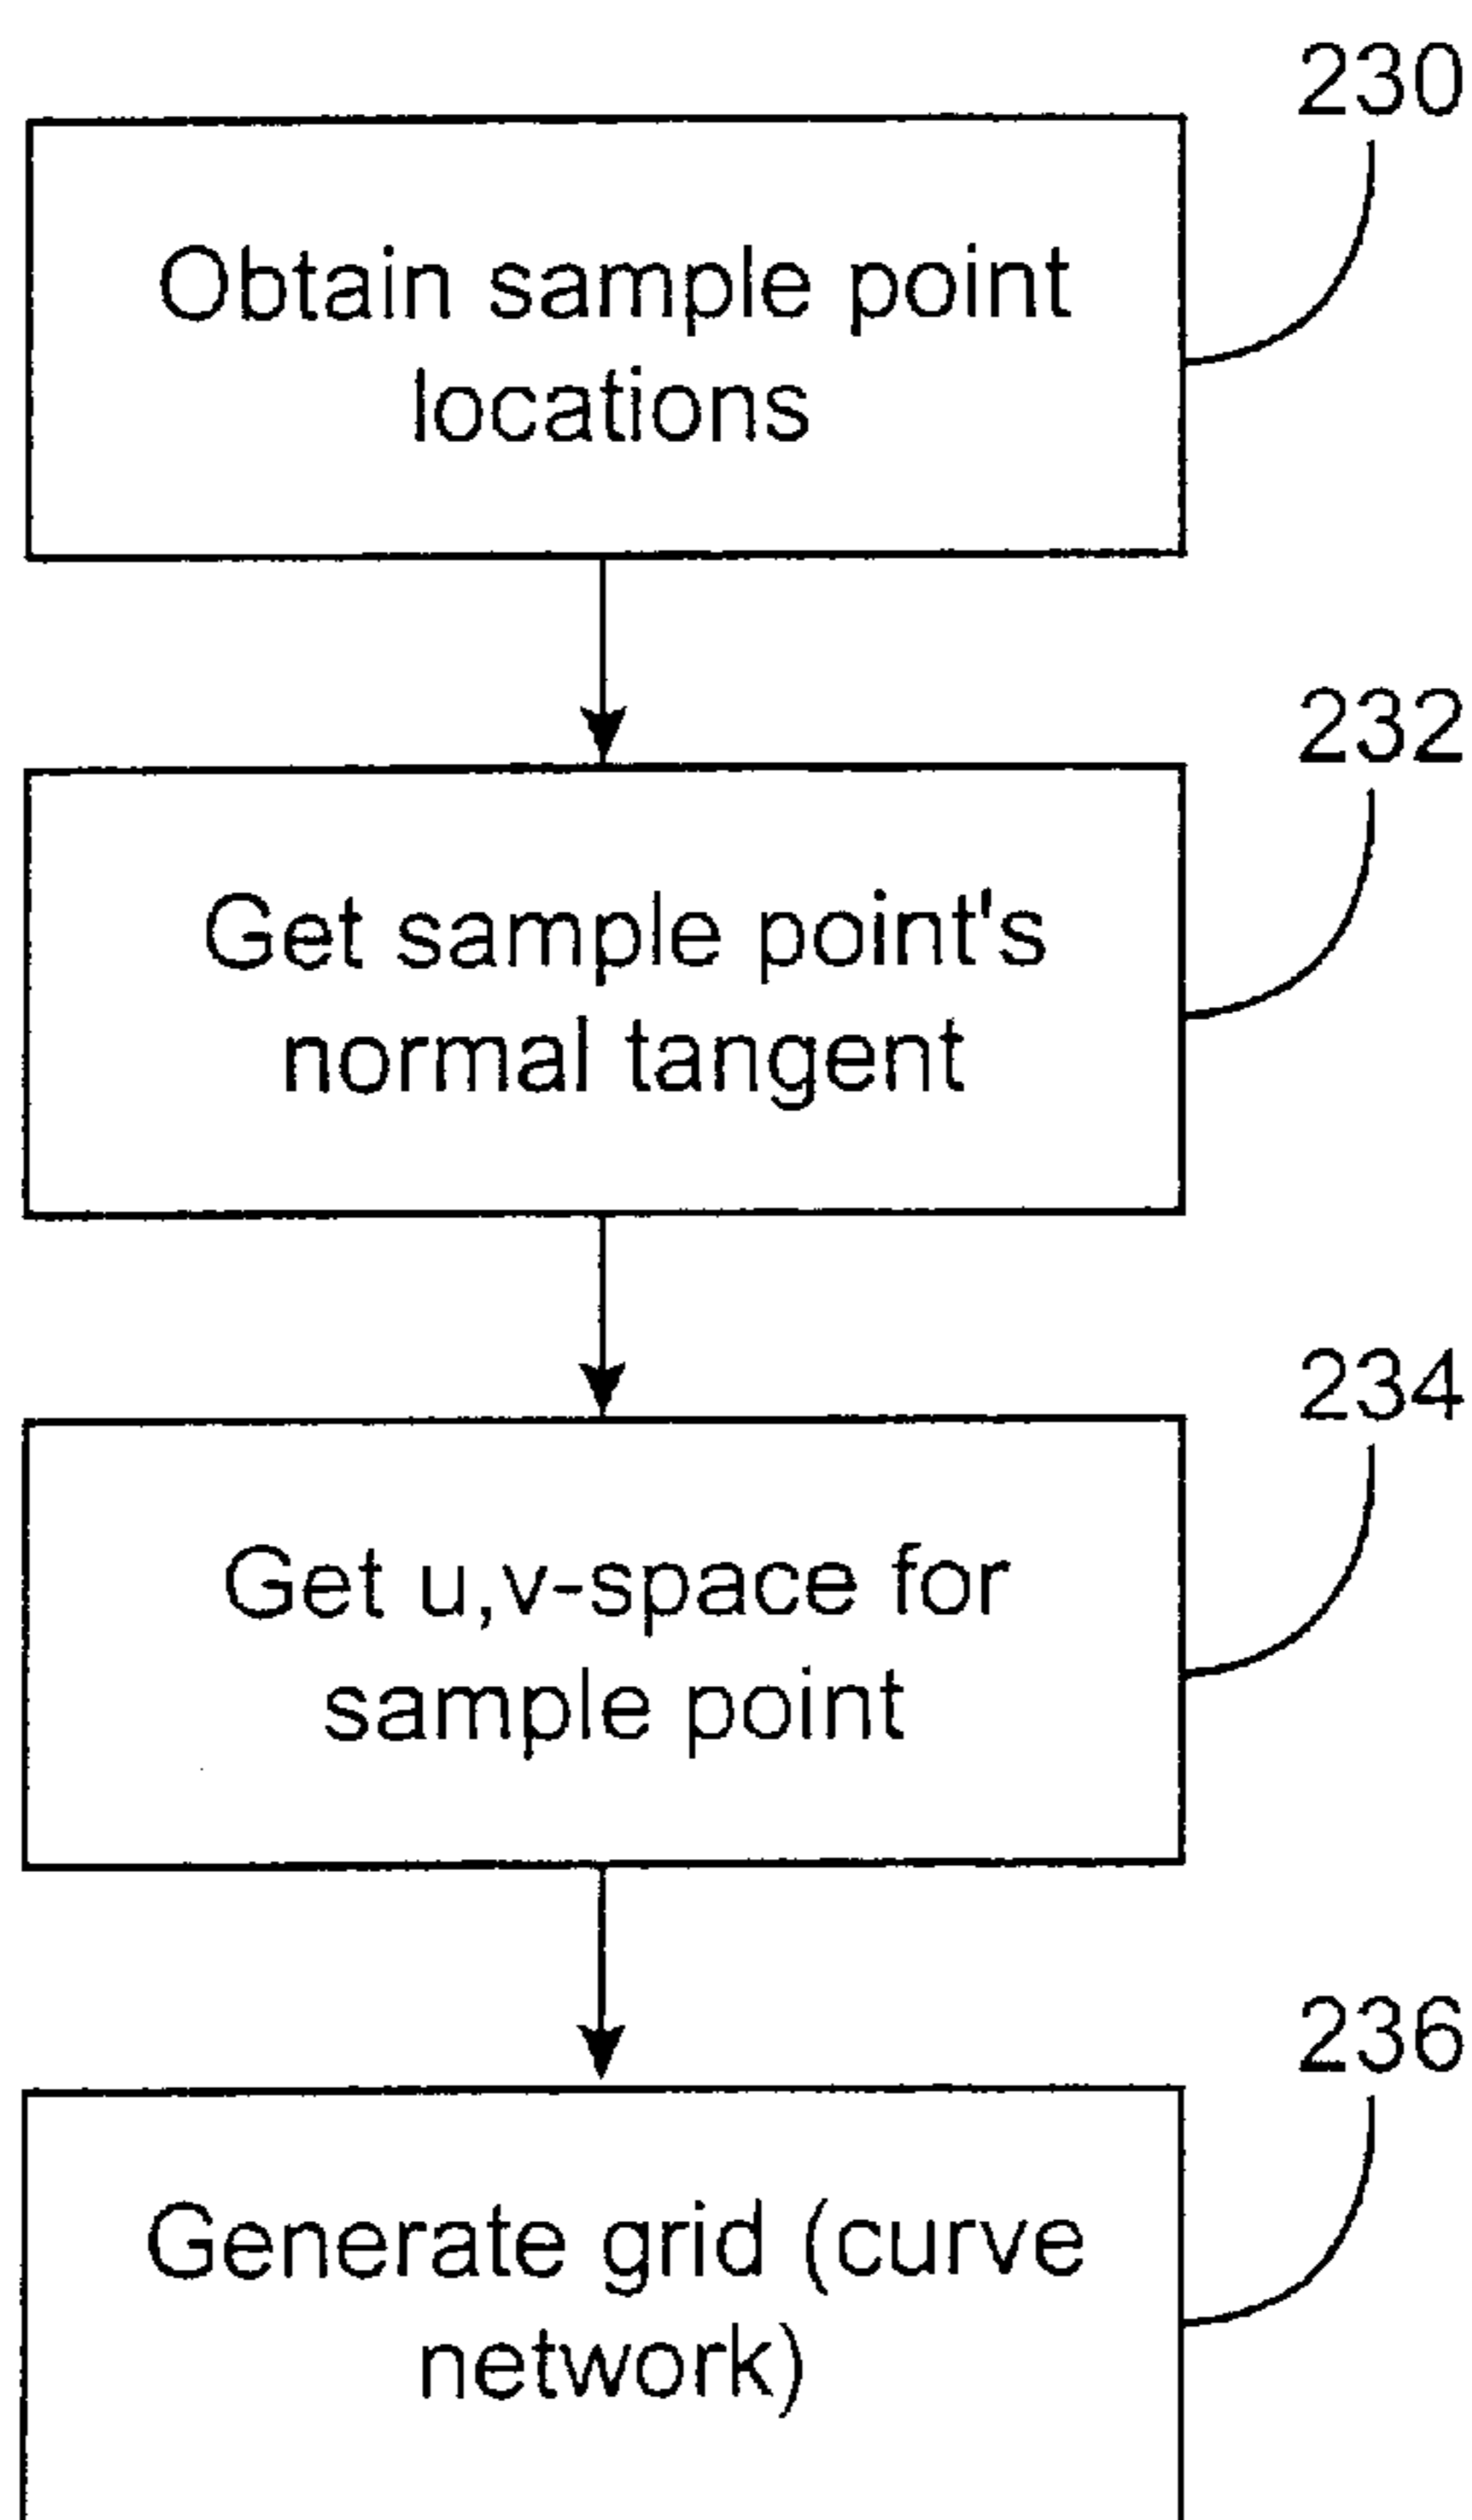 230
Obtain sample point
locations
232
Get sample point's
normal tangent
234
Get u,v-space for
sample point
236
Generate grid (curve
network)